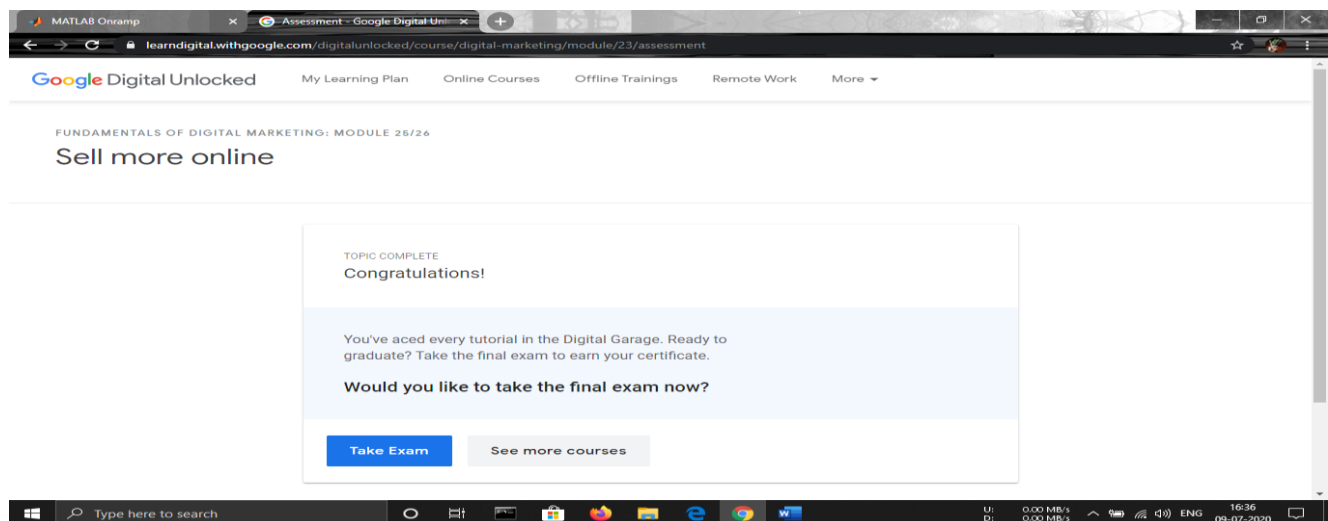 MATLAB Onramp
Assessment - Google Digital Unl
learndigital.withgoogle.com/digitalunlocked/course/digital-marketing/module/23/assessment
Google Digital Unlocked My Learning Plan Online Courses Offline Trainings Remote Work More
FUNDAMENTALS OF DIGITAL MARKETING: MODULE 25/26
Sell more online
TOPIC COMPLETE
Congratulations!
You've aced every tutorial in the Digital Garage. Ready to
graduate? Take the final exam to earn your certificate.
Would you like to take the final exam now?
Take Exam See more courses
Type here to search
U: 0.00 MB/s
D: 0.00 MB/s
ENG
16:36
09-07-2020